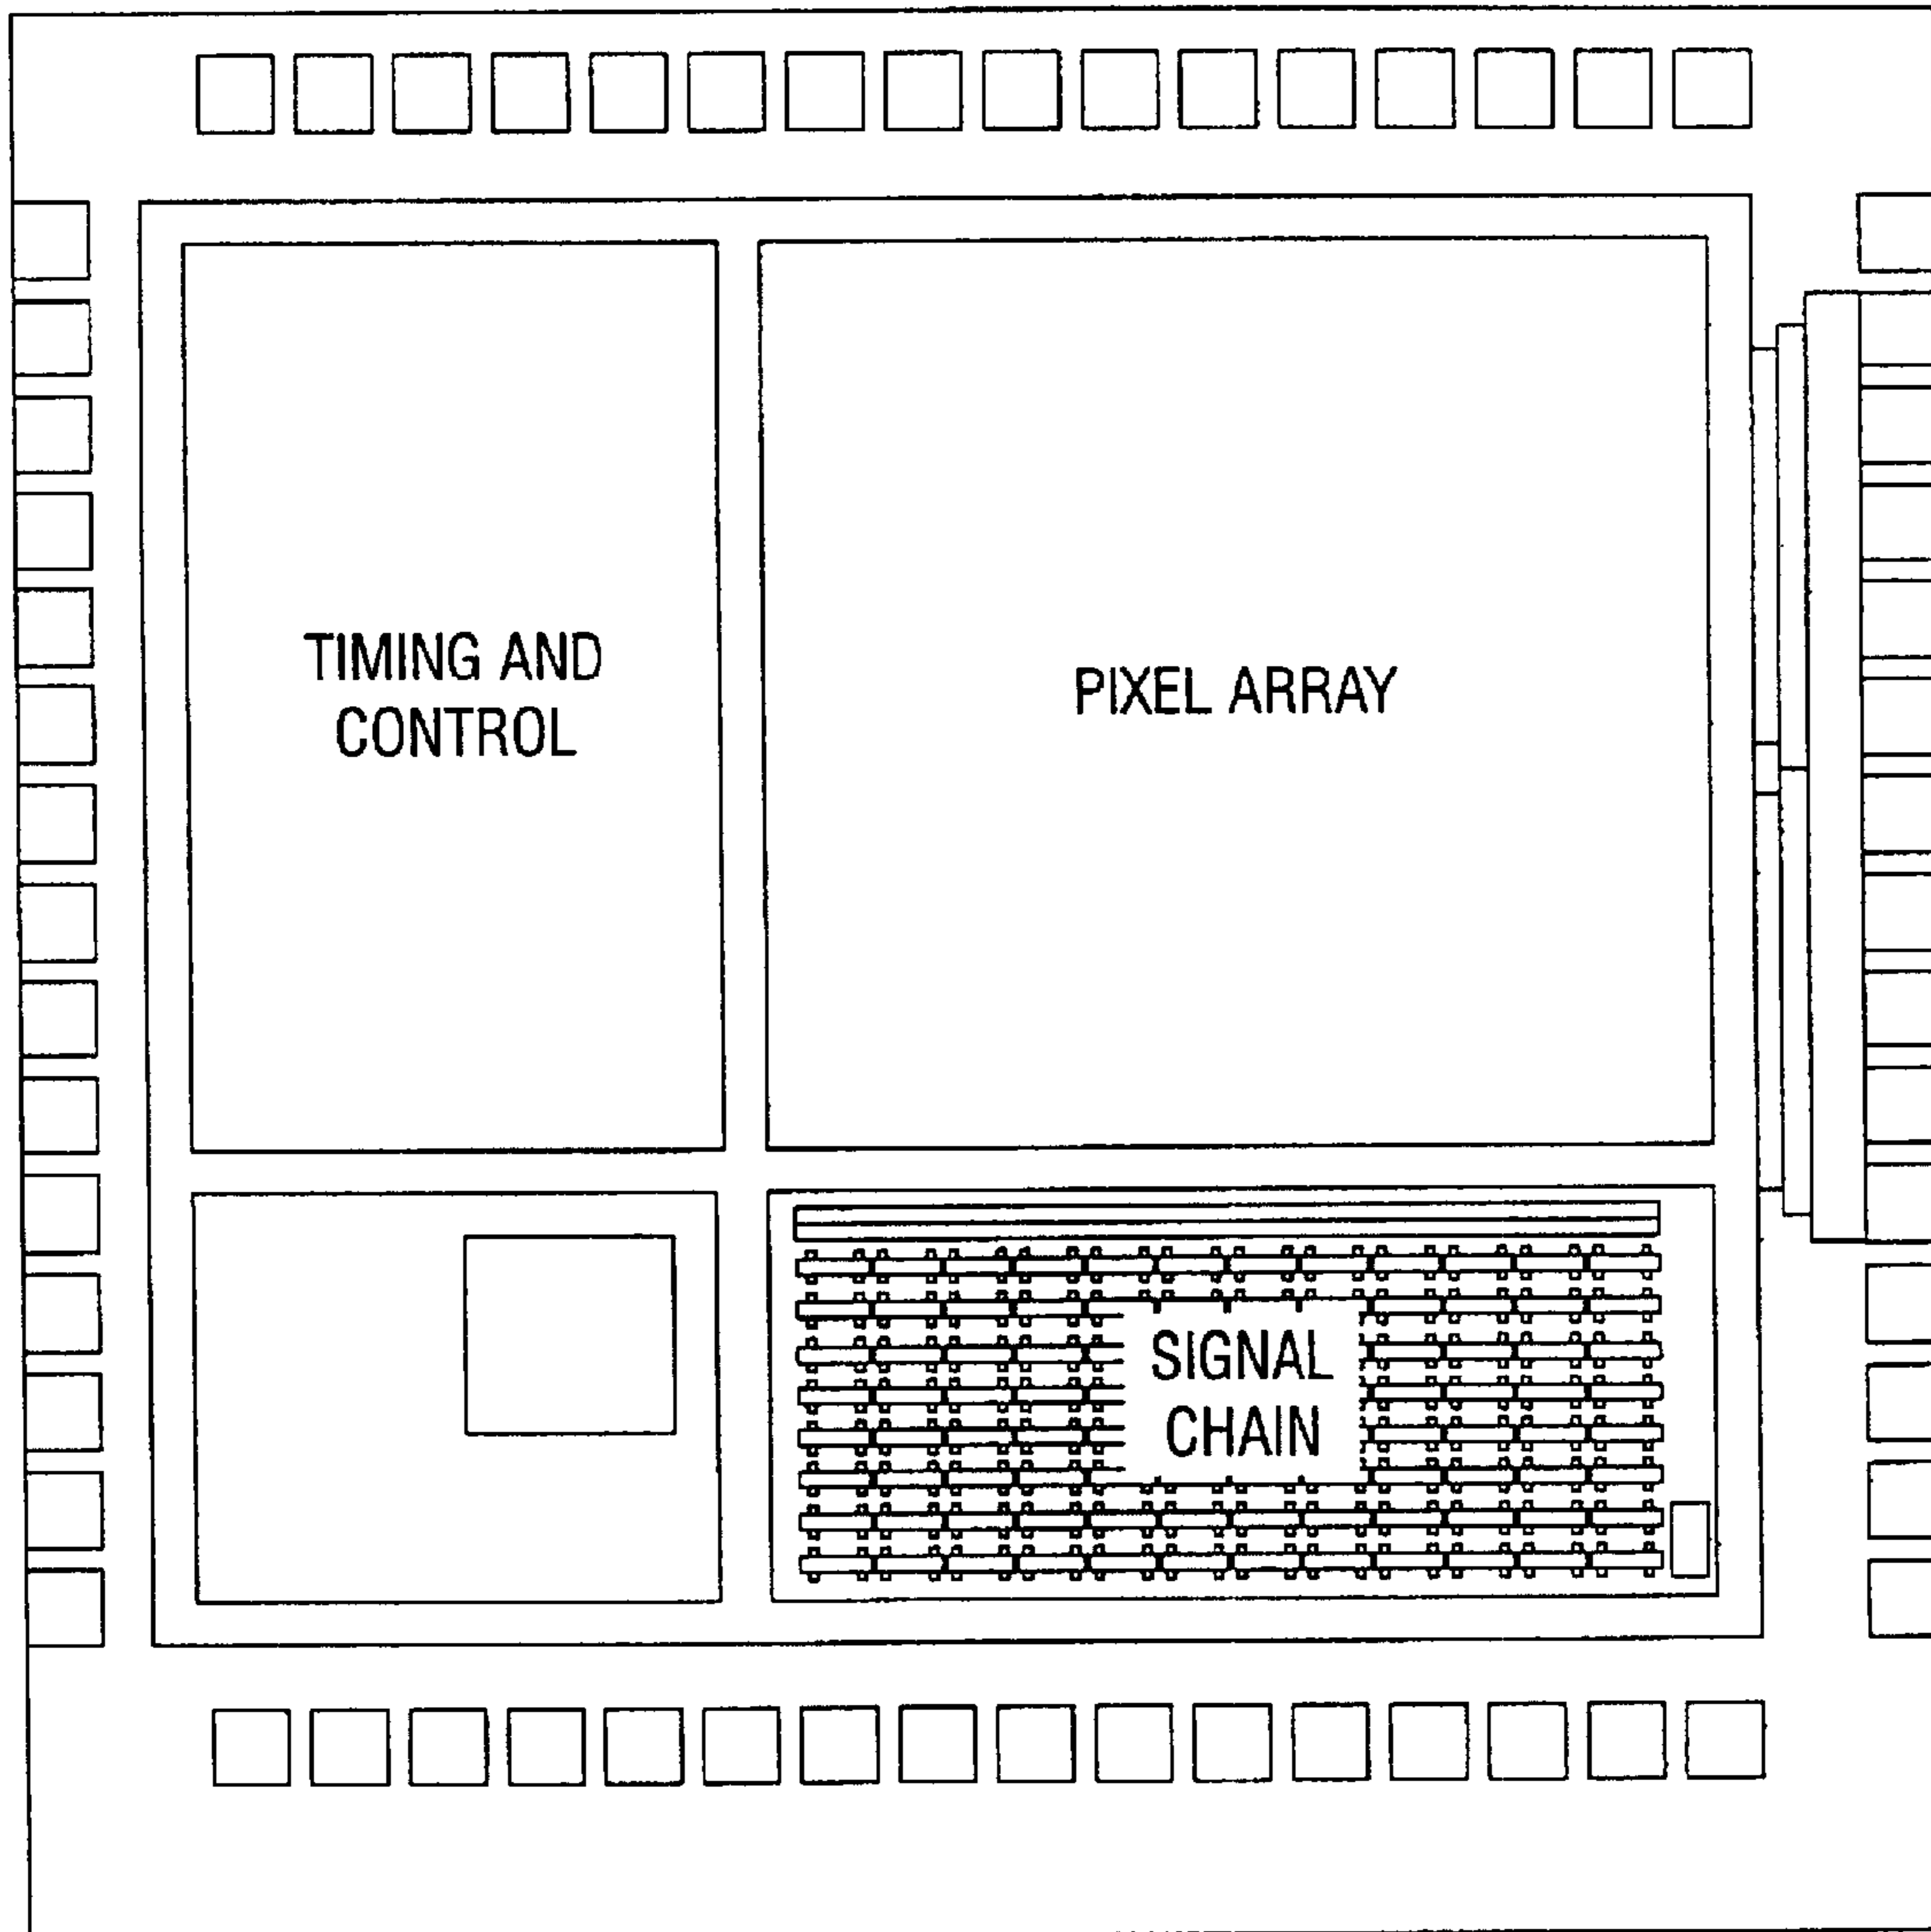 TIMING AND
CONTROL
PIXEL ARRAY
SIGNAL
CHAIN